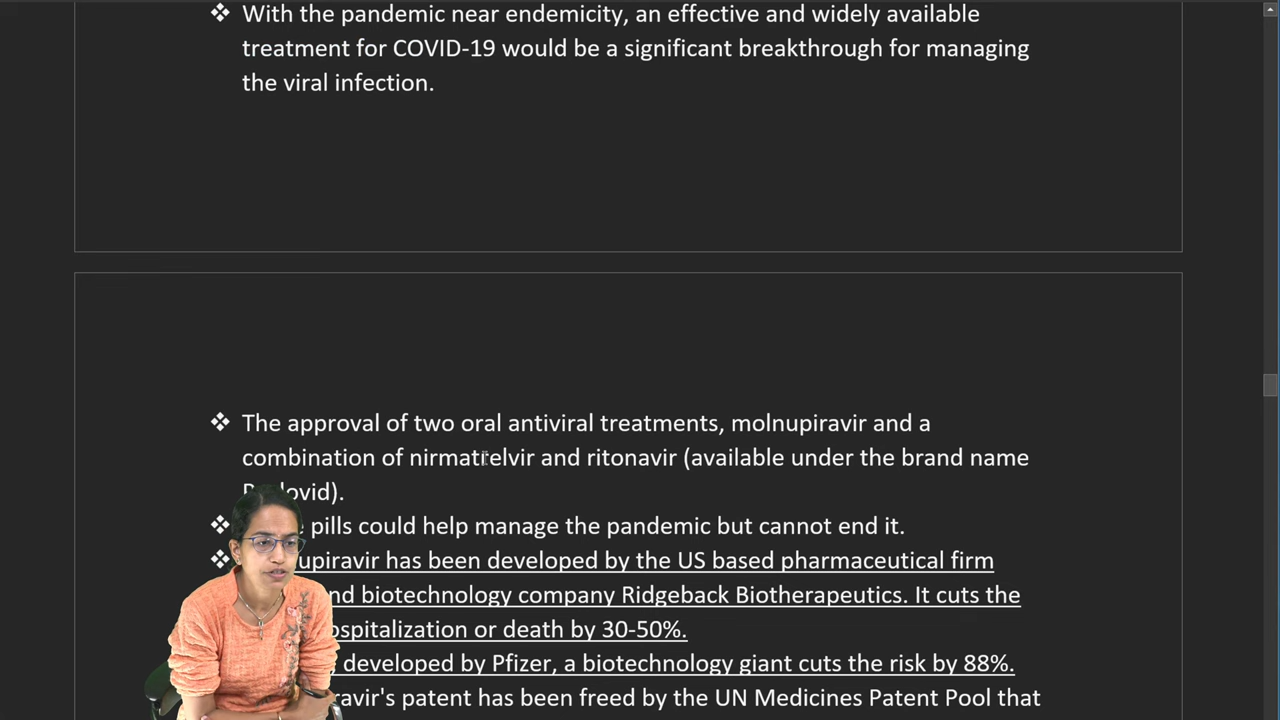 ❖ With the pandemic near endemicity, an effective and widely available
treatment for COVID-19 would be a significant breakthrough for managing
the viral infection.
❖ The approval of two oral antiviral treatments, molnupiravir and a
combination of nirmatrelvir and ritonavir (available under the brand name
lovid).
❖ pills could help manage the pandemic but cannot end it.
❖ upiravir has been developed by the US based pharmaceutical firm
nd biotechnology company Ridgeback Biotherapeutics. It cuts the
ospitalization or death by 30-50%.
developed by Pfizer, a biotechnology giant cuts the risk by 88%.
ravir's patent has been freed by the UN Medicines Patent Pool that